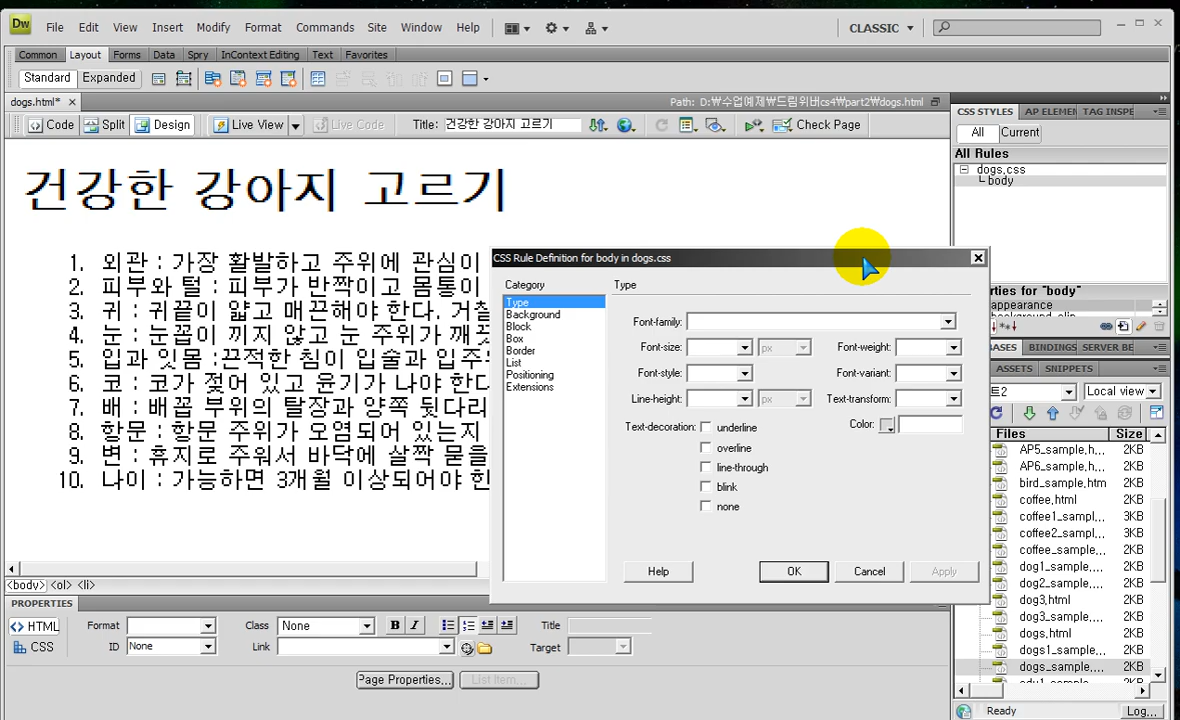 Dw File Edit View Insert Modify Format Commands Site Window Help CLASSIC
Common Layout Forms Data Spry InContext Editing Text Favorites
Standard Expanded
dogs.html* × Path: D:₩수업예제₩드림위버cs4₩part2₩dogs.html
Code Split Design Live View Live Code Title: 건강한 강아지 고르기 Check Page
건강한 강아지 고르기
1. 외관 : 가장 활발하고 주위에 관심이
2. 피부와 털 : 피부가 반짝이고 몸통이
3. 귀 : 귀끝이 얇고 매끈해야 한다. 거칠
4. 눈 : 눈꼽이 끼지 않고 눈 주위가 깨끗
5. 입과 잇몸 :끈적한 침이 입술과 입주위
6. 코 : 코가 젖어 있고 윤기가 나야 한다
7. 배 : 배꼽 부위의 탈장과 양쪽 뒷다리
8. 항문 : 항문 주위가 오염되어 있는지
9. 변 : 휴지로 주워서 바닥에 살짝 묻을
10. 나이 : 가능하면 3개월 이상되어야 한
CSS Rule Definition for body in dogs.css
Category Type
Type
Background
Block
Box
Border
List
Positioning
Extensions
Font-family:
Font-size: px Font-weight:
Font-style: Font-variant:
Line-height: px Text-transform:
Text-decoration: underline Color:
overline
line-through
blink
none
Help OK Cancel Apply
CSS STYLES AP ELEMEN TAG INSPE
All Current
All Rules
dogs.css
body
rties for "body"
appearance
BASES BINDINGS SERVER BE
ASSETS SNIPPETS
트2 Local view
Files Size
AP5_sample.h... 2KB
AP6_sample.h... 2KB
bird_sample.htm 2KB
coffee.html 2KB
coffee1_sampl... 3KB
coffee2_sampl... 3KB
coffee_sample... 2KB
dog1_sample.... 2KB
dog2_sample.... 2KB
dog3.html 2KB
dog3_sample.... 2KB
dogs.html 2KB
dogs1_sample... 2KB
dogs_sample.... 2KB
Ready Log...
<body> <ol> <li>
PROPERTIES
<> HTML Format Class None B I Title
CSS ID None Link Target
Page Properties... List Item...